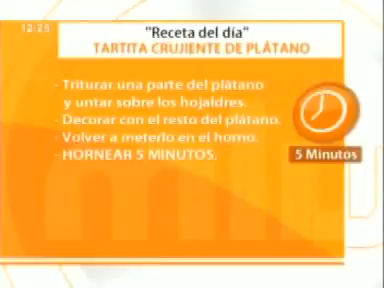 12:25
"Receta del día"
TARTITA CRUJIENTE DE PLÁTANO
- Triturar una parte del plátano
y untar sobre los hojaldres.
- Decorar con el resto del plátano.
- Volver a meterlo en el horno.
- HORNEAR 5 MINUTOS.
5 Minutos